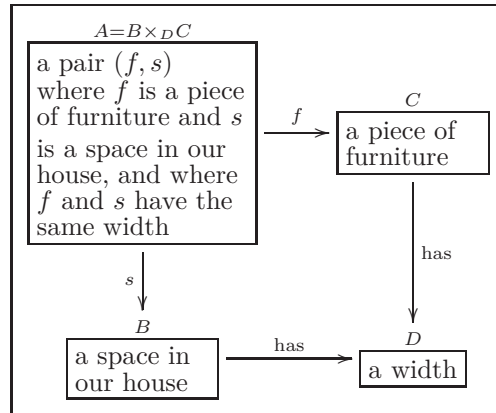 A=B×_D C
a pair (f, s)
where f is a piece
of furniture and s
is a space in our
house, and where
f and s have the
same width
f
C
a piece of
furniture
s
has
B
a space in
our house
has
D
a width